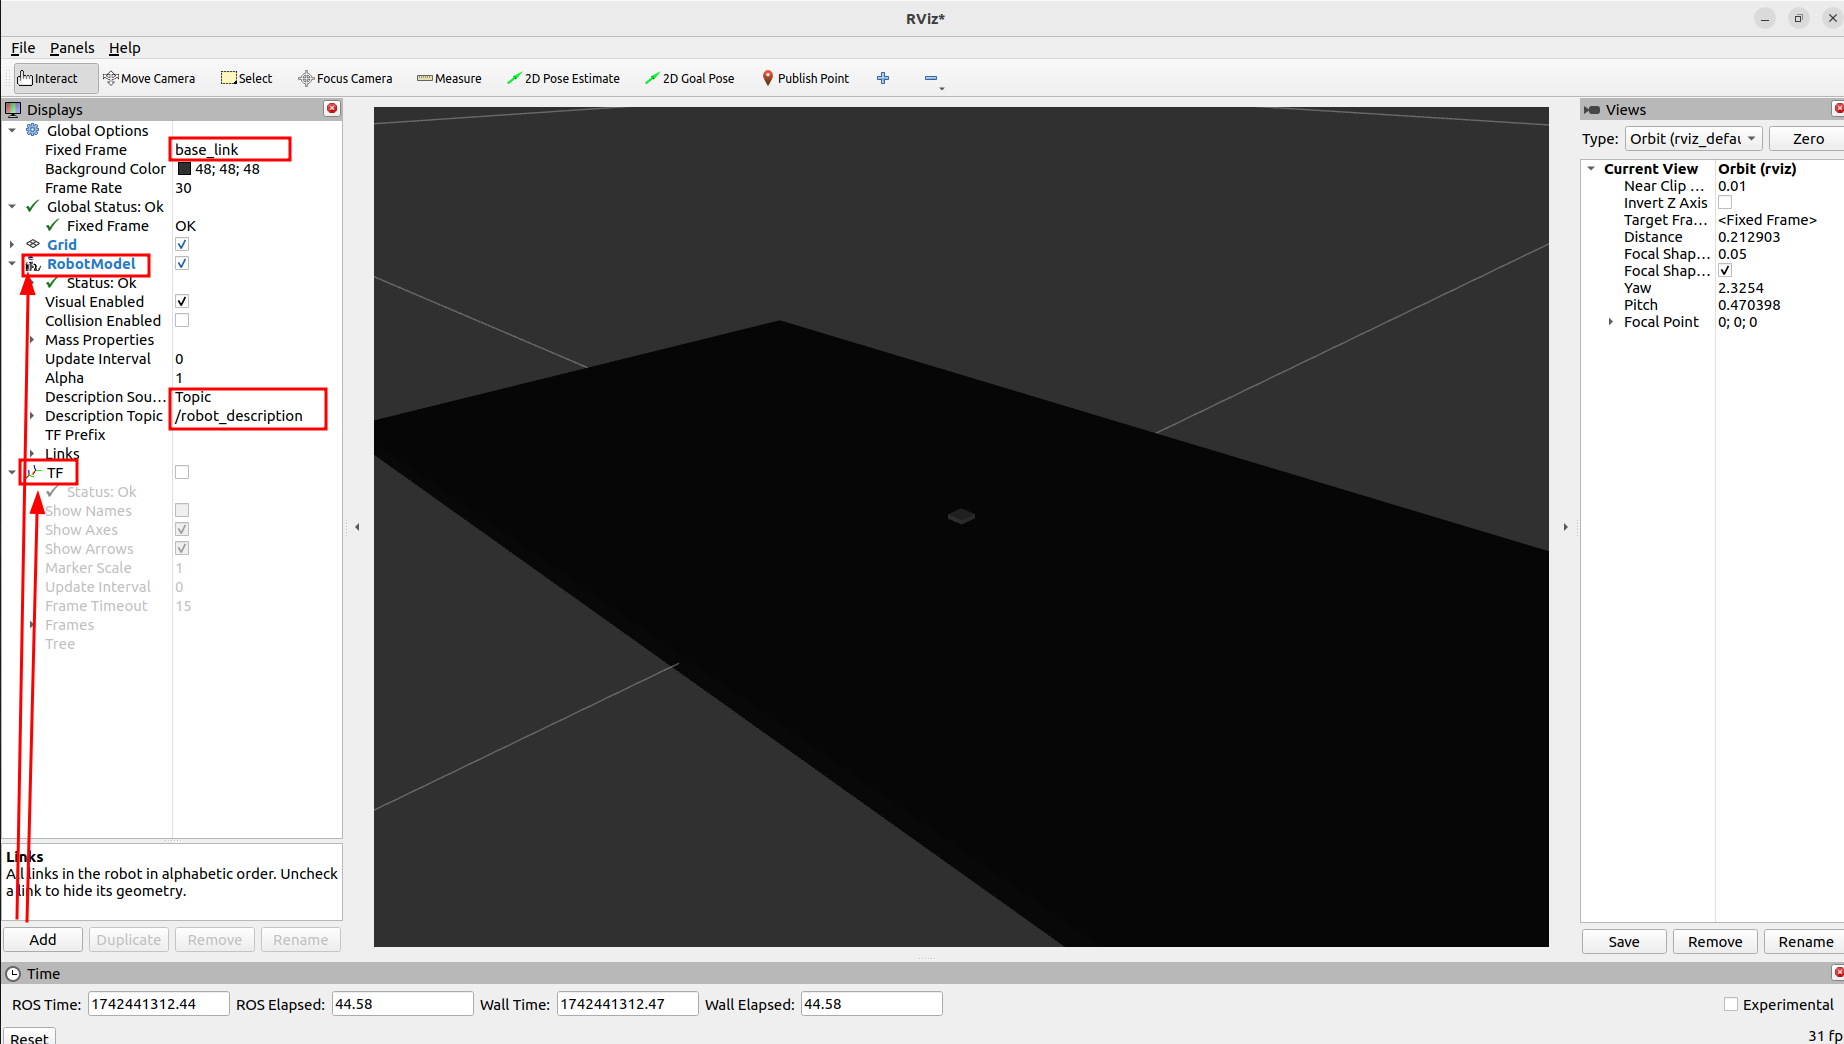 RViz*
File Panels Help
Interact Move Camera Select Focus Camera Measure 2D Pose Estimate 2D Goal Pose Publish Point
Displays
Global Options
Fixed Frame base_link
Background Color 48; 48; 48
Frame Rate 30
Global Status: Ok
Fixed Frame OK
Grid
RobotModel
Status: Ok
Visual Enabled
Collision Enabled
Mass Properties
Update Interval 0
Alpha 1
Description Sou... Topic
Description Topic /robot_description
TF Prefix
Links
TF
Status: Ok
Show Names
Show Axes
Show Arrows
Marker Scale 1
Update Interval 0
Frame Timeout 15
Frames
Tree
Links
All links in the robot in alphabetic order. Uncheck
a link to hide its geometry.
Add Duplicate Remove Rename
Views
Type: Orbit (rviz_defau Zero
Current View Orbit (rviz)
Near Clip ... 0.01
Invert Z Axis
Target Fra... <Fixed Frame>
Distance 0.212903
Focal Shap... 0.05
Focal Shap...
Yaw 2.3254
Pitch 0.470398
Focal Point 0; 0; 0
Save Remove Rename
Time
ROS Time: 1742441312.44 ROS Elapsed: 44.58 Wall Time: 1742441312.47 Wall Elapsed: 44.58 Experimental
Reset 31 fp